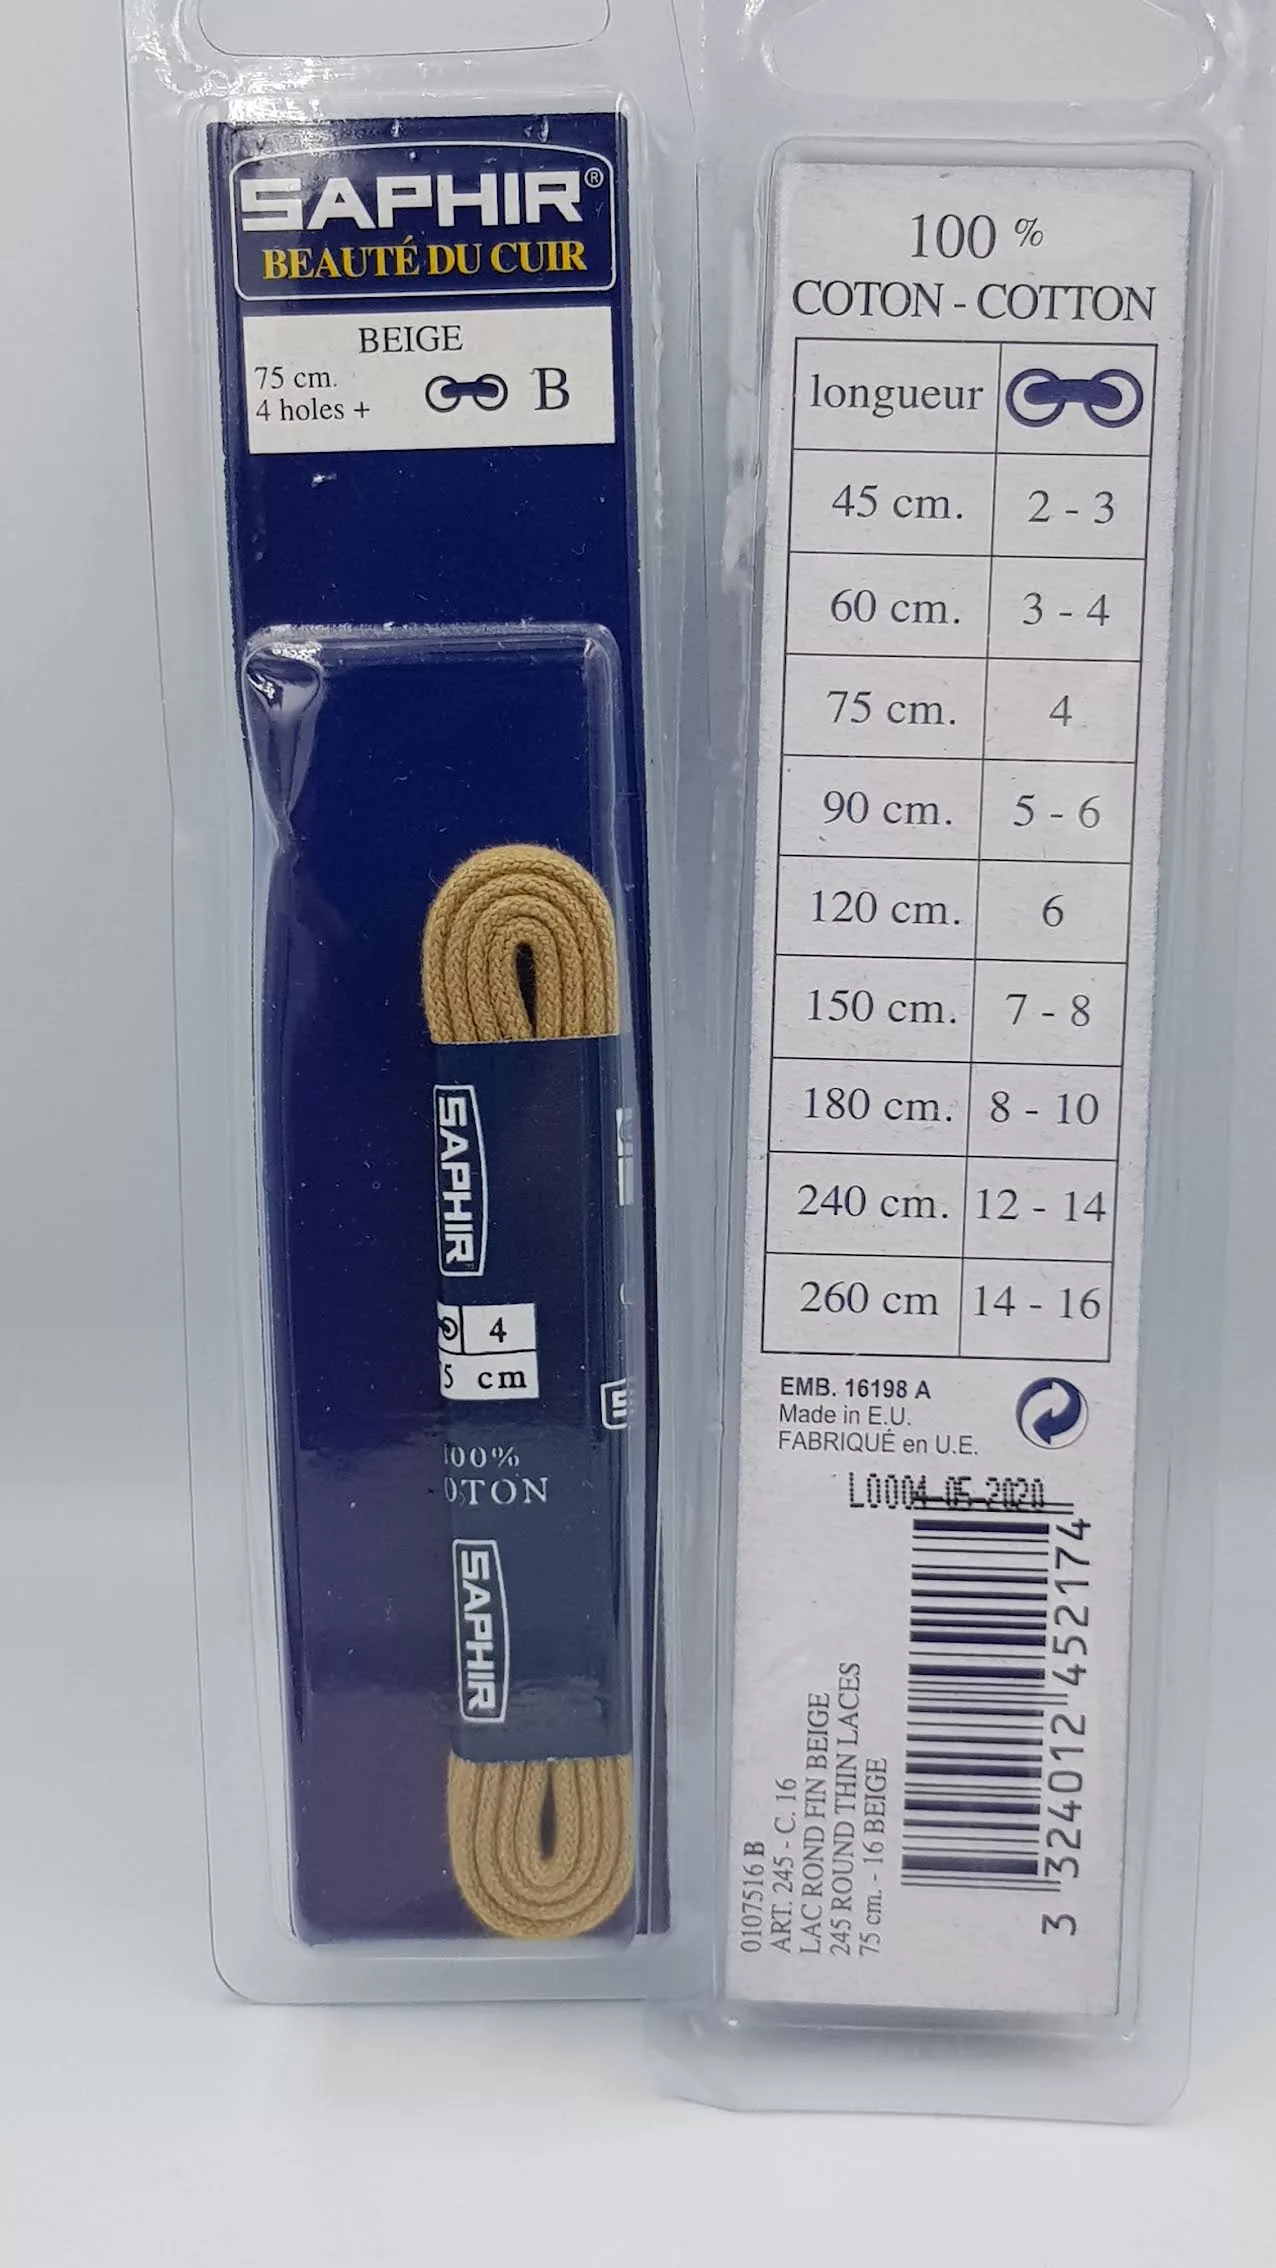 SAPHIR®
BEAUTÉ DU CUIR
BEIGE
75 cm.
4 holes +
B
SAPHIR
4
5 cm
100%
OTON
SAPHIR
100 %
COTON - COTTON
longueur
45 cm. 2 - 3
60 cm. 3 - 4
75 cm. 4
90 cm. 5 - 6
120 cm. 6
150 cm. 7 - 8
180 cm. 8 - 10
240 cm. 12 - 14
260 cm 14 - 16
EMB. 16198 A
Made in E.U.
FABRIQUÉ en U.E.
L0004-05-2020
3 324012 452174
0107516 B
ART. 245 - C. 16
LAC ROND FIN BEIGE
245 ROUND THIN LACES
75 cm. - 16 BEIGE